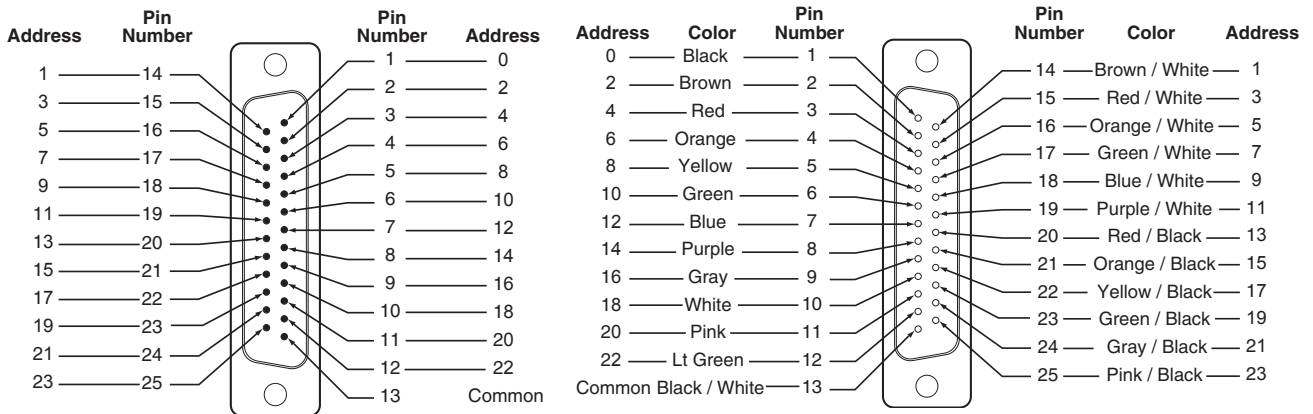 Address Pin Number Pin Number Address
1 14 1 0
3 15 2 2
5 16 3 4
7 17 4 6
9 18 5 8
11 19 6 10
13 20 7 12
15 21 8 14
17 22 9 16
19 23 10 18
21 24 11 20
23 25 12 22
13 Common
Address Color Pin Number Pin Number Color Address
0 Black 1 14 Brown / White 1
2 Brown 2 15 Red / White 3
4 Red 3 16 Orange / White 5
6 Orange 4 17 Green / White 7
8 Yellow 5 18 Blue / White 9
10 Green 6 19 Purple / White 11
12 Blue 7 20 Red / Black 13
14 Purple 8 21 Orange / Black 15
16 Gray 9 22 Yellow / Black 17
18 White 10 23 Green / Black 19
20 Pink 11 24 Gray / Black 21
22 Lt Green 12 25 Pink / Black 23
Common Black / White 13